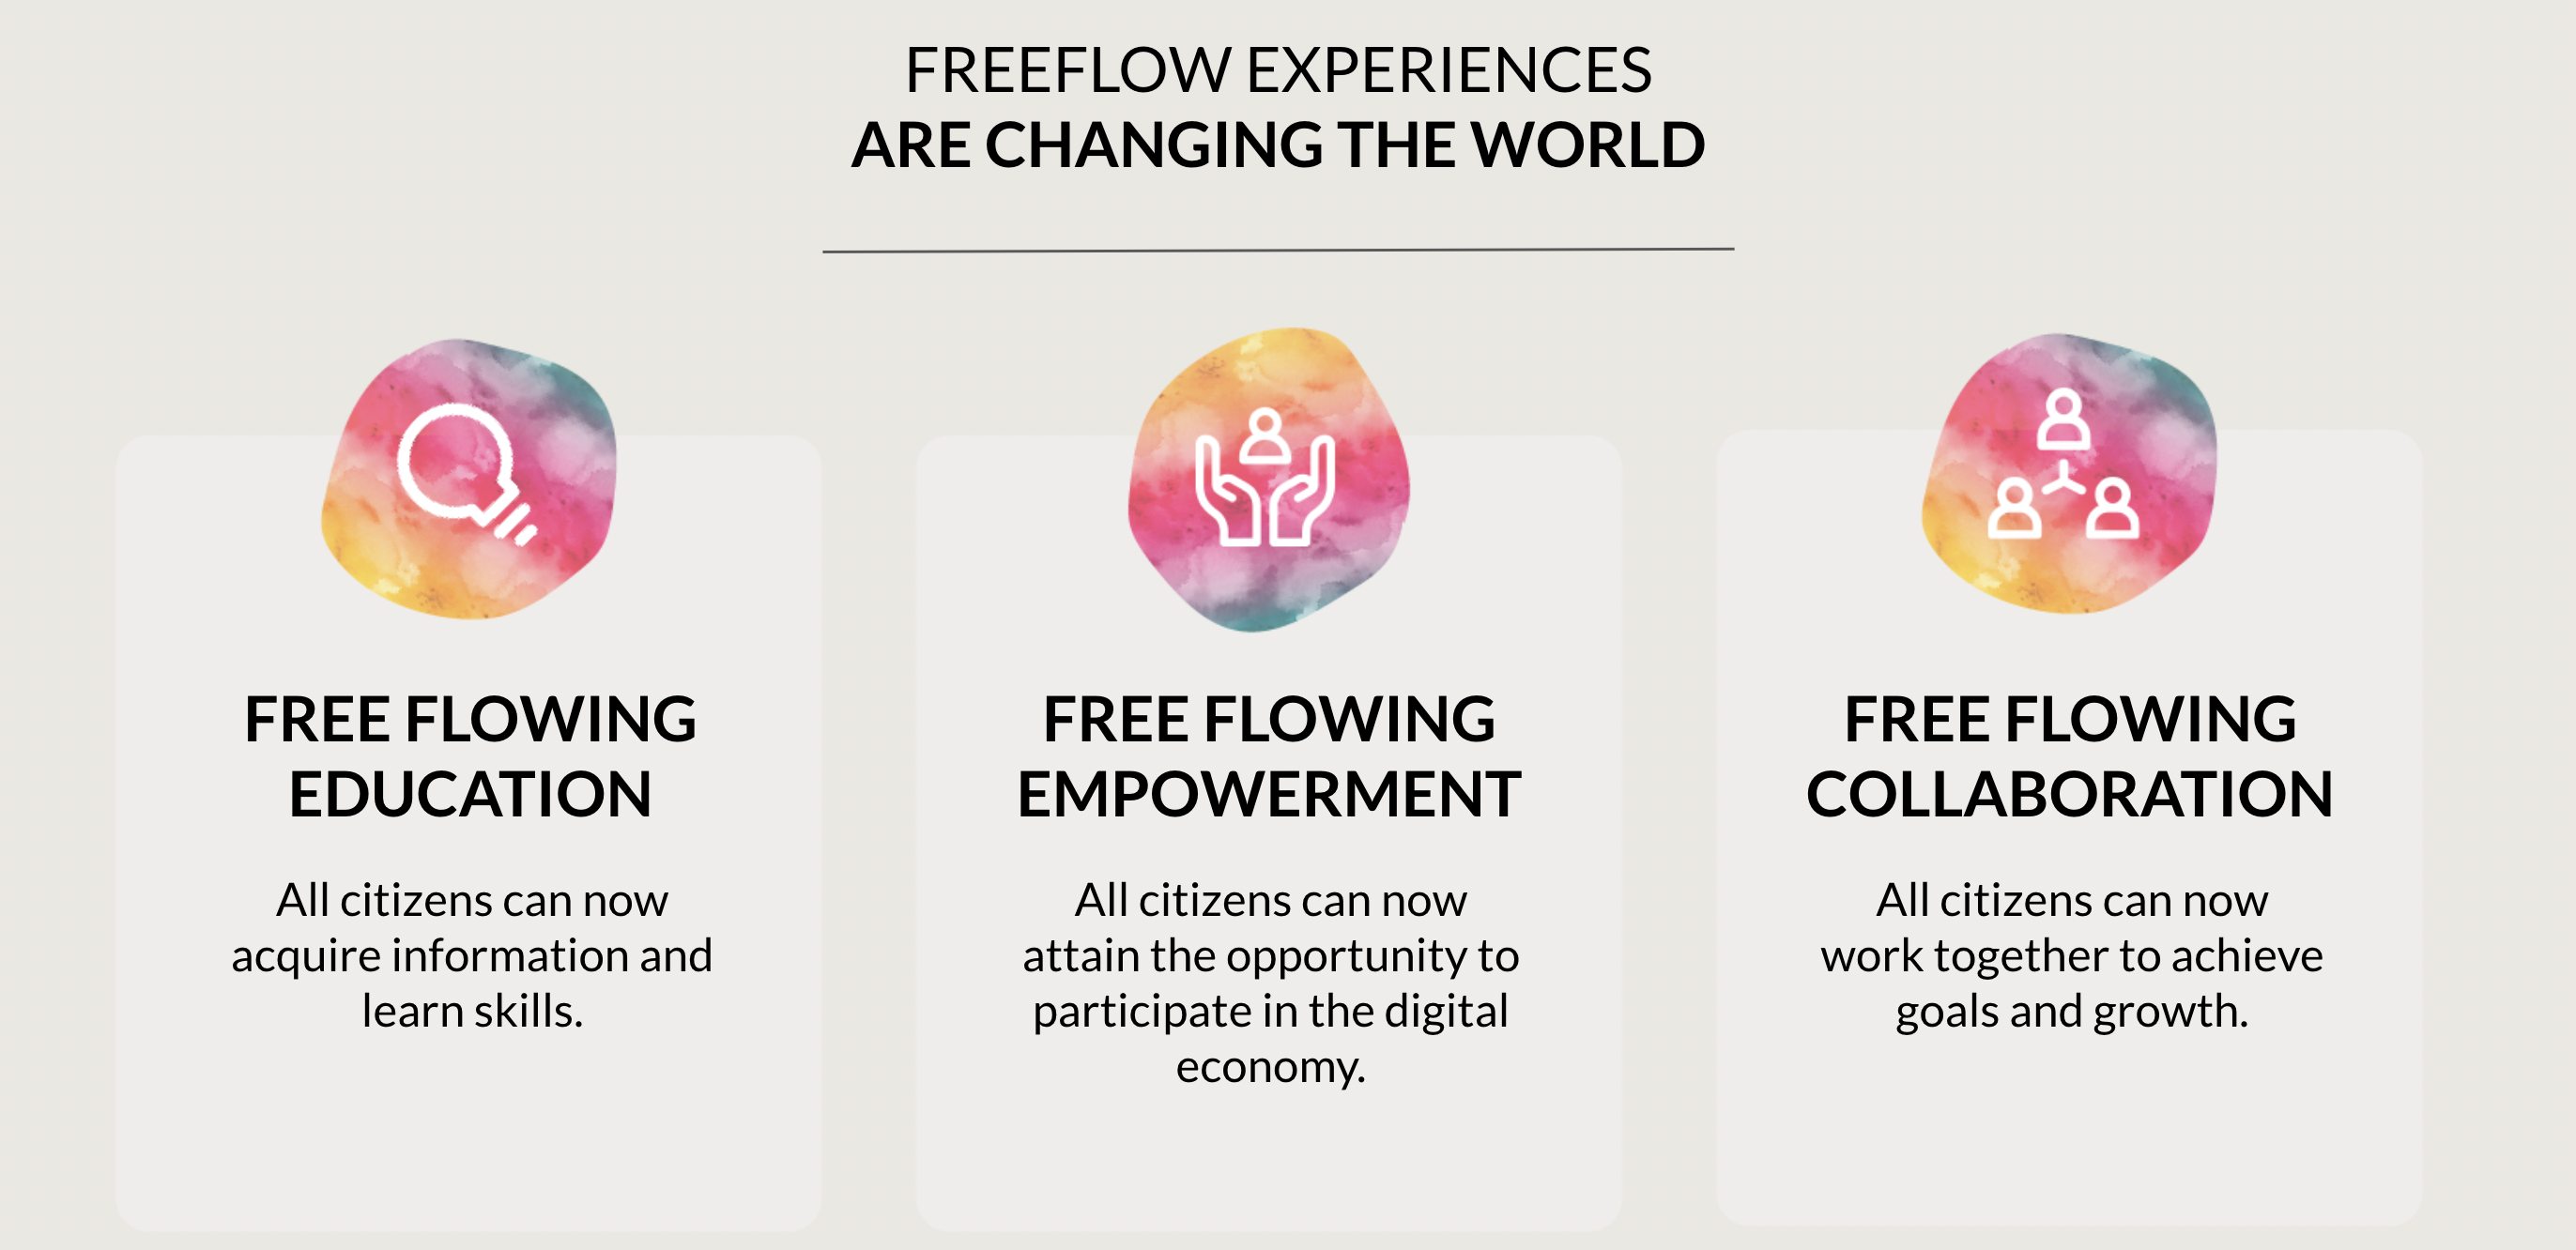 FREEFLOW EXPERIENCES
ARE CHANGING THE WORLD
FREE FLOWING
EDUCATION
All citizens can now
acquire information and
learn skills.
FREE FLOWING
EMPOWERMENT
All citizens can now
attain the opportunity to
participate in the digital
economy.
FREE FLOWING
COLLABORATION
All citizens can now
work together to achieve
goals and growth.